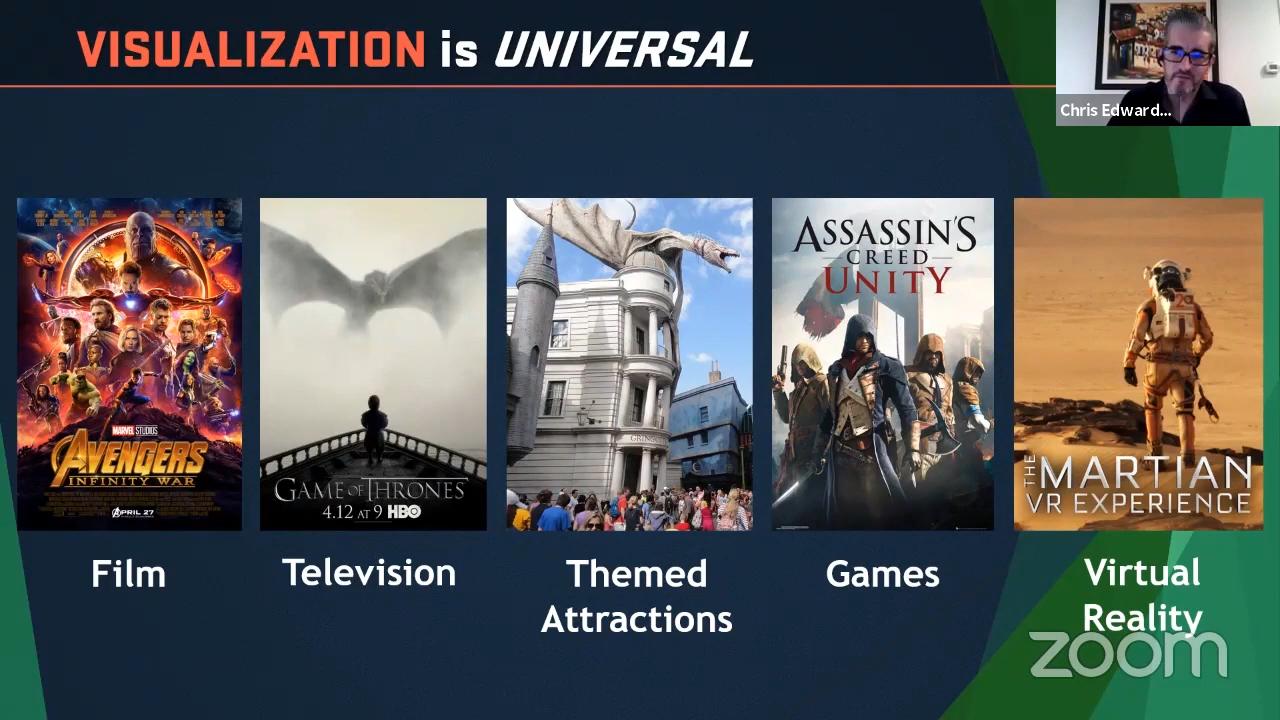 VISUALIZATION is UNIVERSAL
Chris Edward...
MARVEL STUDIOS
AVENGERS
INFINITY WAR
APRIL 27
GAME OF THRONES
4.12 AT 9 HBO
GRINGOTTS
ASSASSIN'S
CREED
UNITY
THE MARTIAN
VR EXPERIENCE
Film
Television
Themed
Attractions
Games
Virtual
Reality
zoom